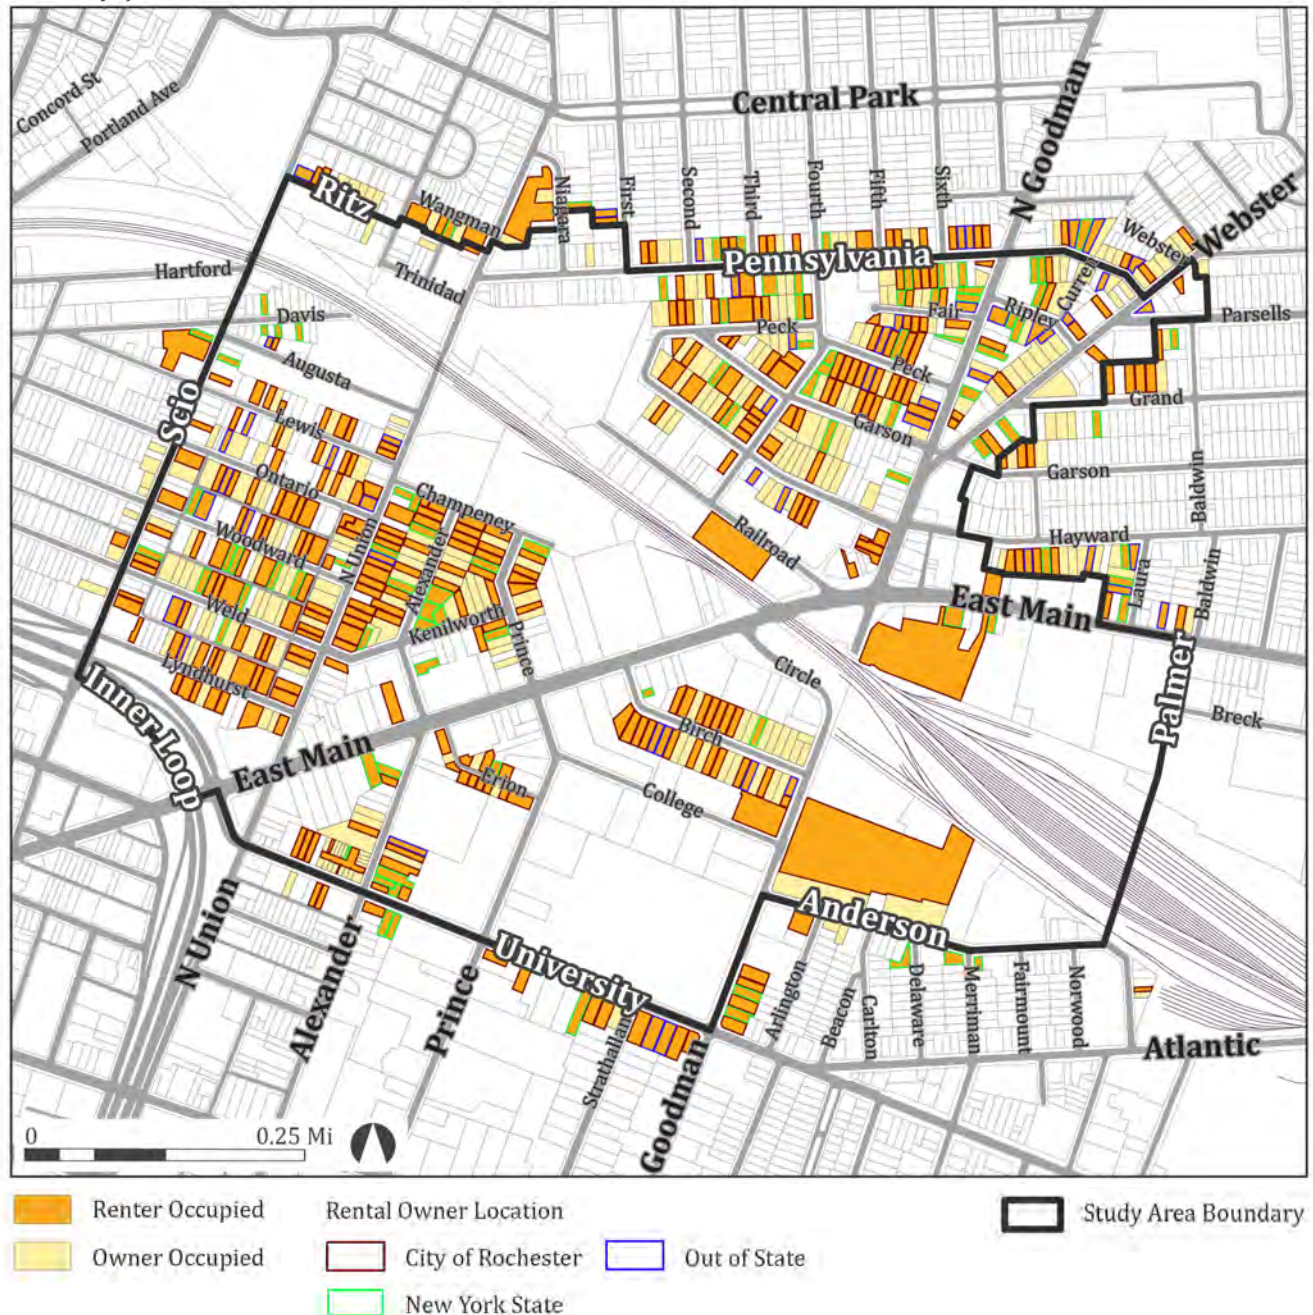 Central Park
N Goodman
Concord St
Portland Ave
Niagara
First
Second
Third
Fourth
Fifth
Sixth
Ritz
Wangman
Webster
Webster
Pennsylvania
Hartford
Trinidad
Davis
Augusta
Peck
Fair
Ripley
Currer
Parsells
Scio
Lewis
Peck
Grand
Garson
Ontario
Champeney
Garson
Baldwin
Woodward
N Union
Alexander
Railroad
Hayward
Weld
Kenilworth
Prince
East Main
Laura
Baldwin
Lyndhurst
Circle
Palmer
Inner Loop
East Main
Birch
Breck
Erion
College
N Union
Alexander
Prince
University
Anderson
Strathallan
Goodman
Arlington
Beacon
Carlton
Delaware
Merriman
Fairmount
Norwood
Atlantic
0 0.25 Mi
Renter Occupied
Rental Owner Location
Study Area Boundary
Owner Occupied
City of Rochester
Out of State
New York State